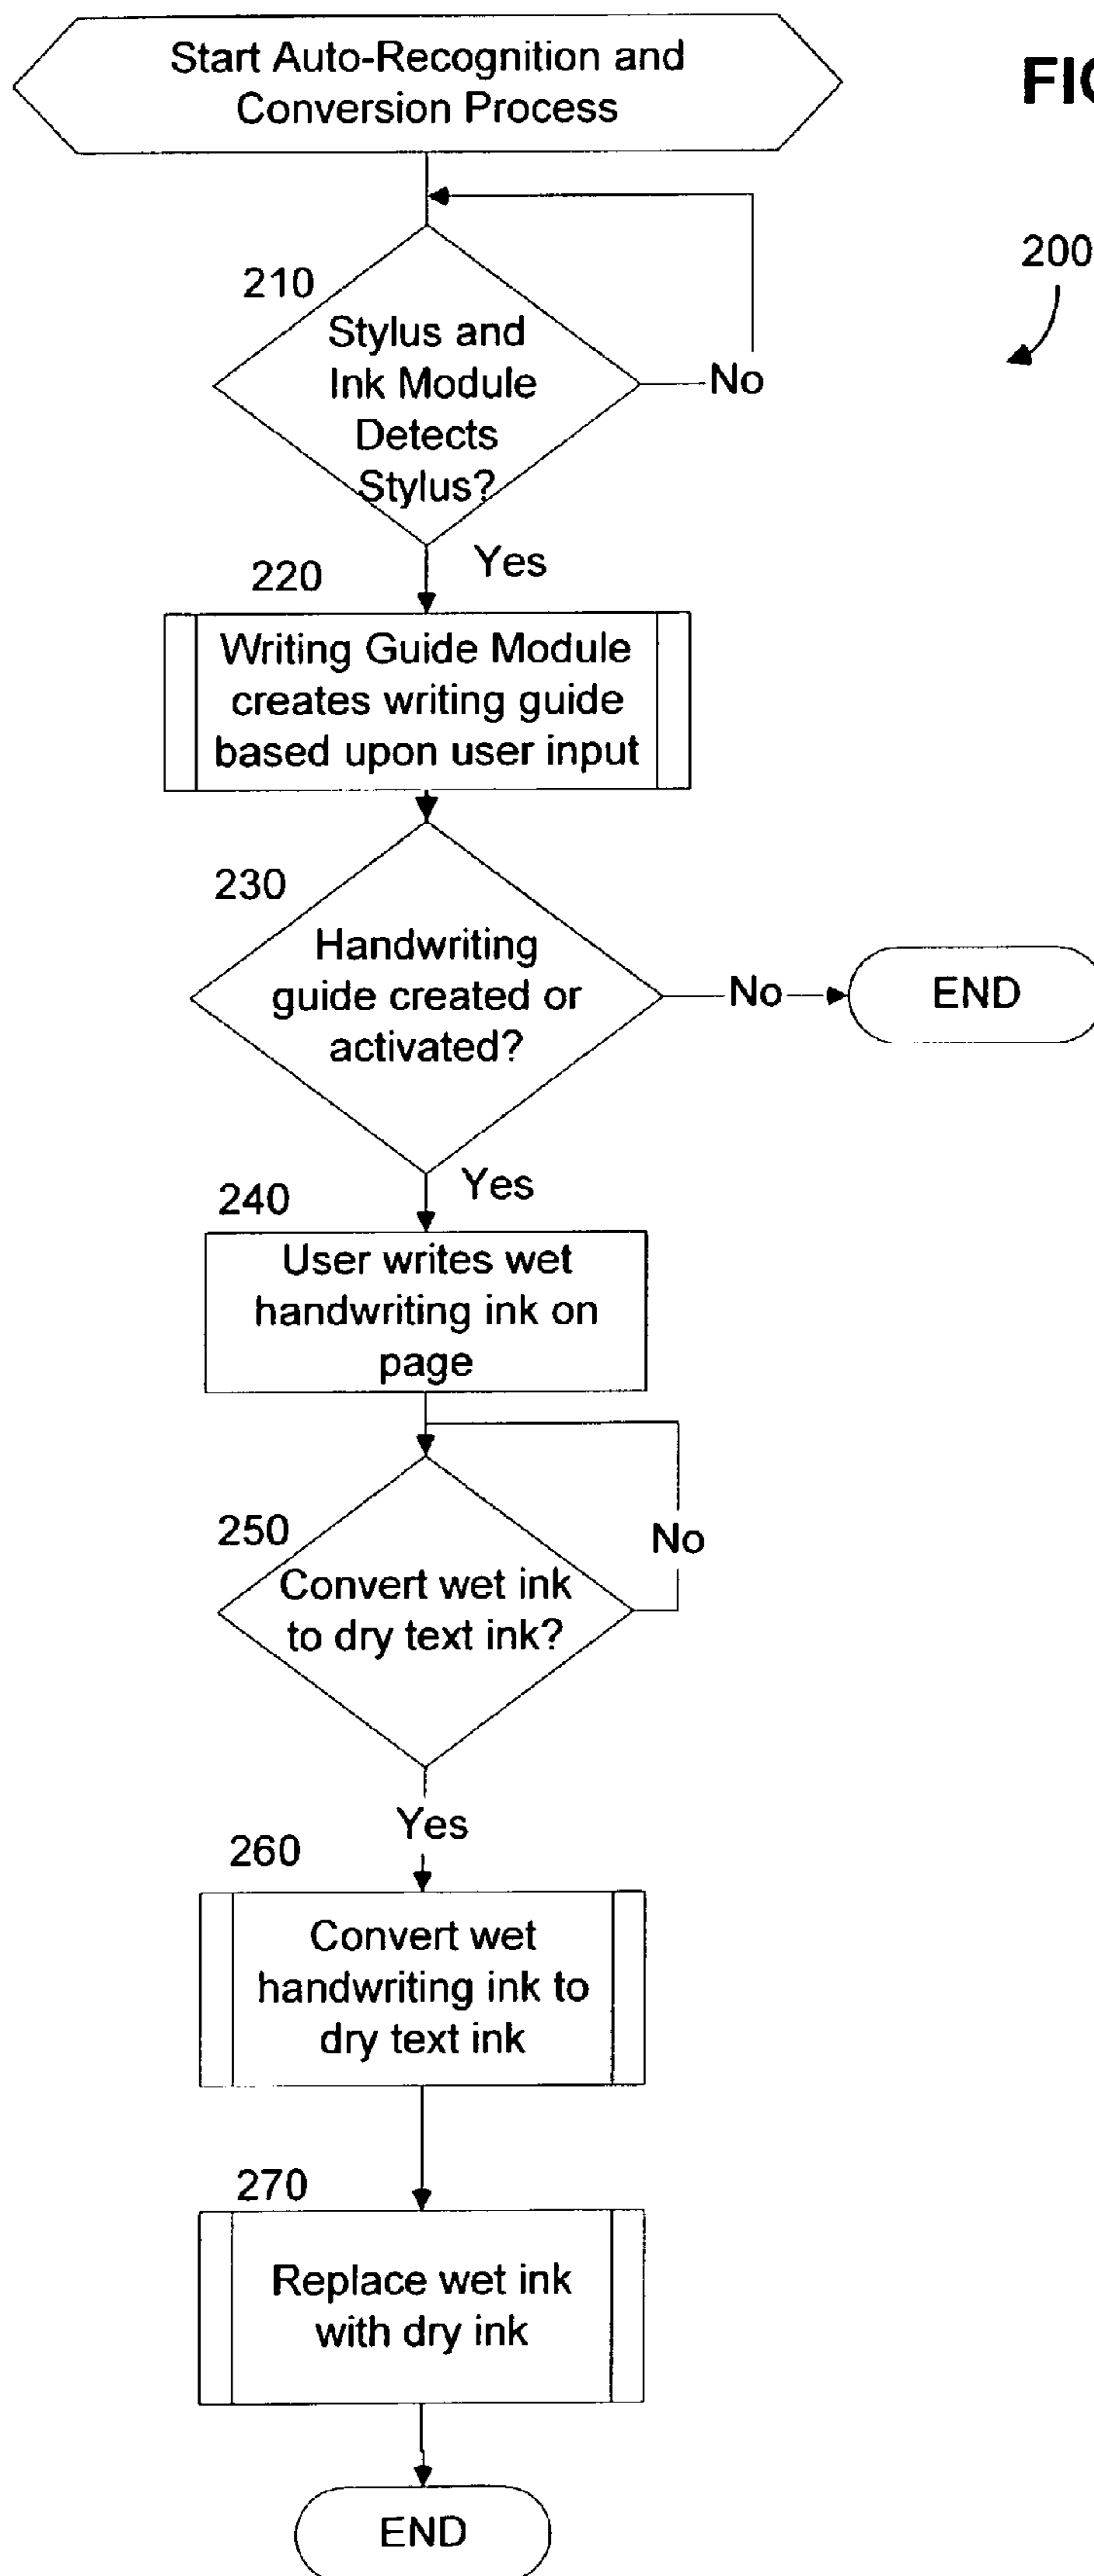 Start Auto-Recognition and
Conversion Process
200
210
Stylus and
Ink Module
Detects
Stylus?
No
Yes
220
Writing Guide Module
creates writing guide
based upon user input
230
Handwriting
guide created or
activated?
No
END
Yes
240
User writes wet
handwriting ink on
page
250
Convert wet ink
to dry text ink?
No
Yes
260
Convert wet
handwriting ink to
dry text ink
270
Replace wet ink
with dry ink
END